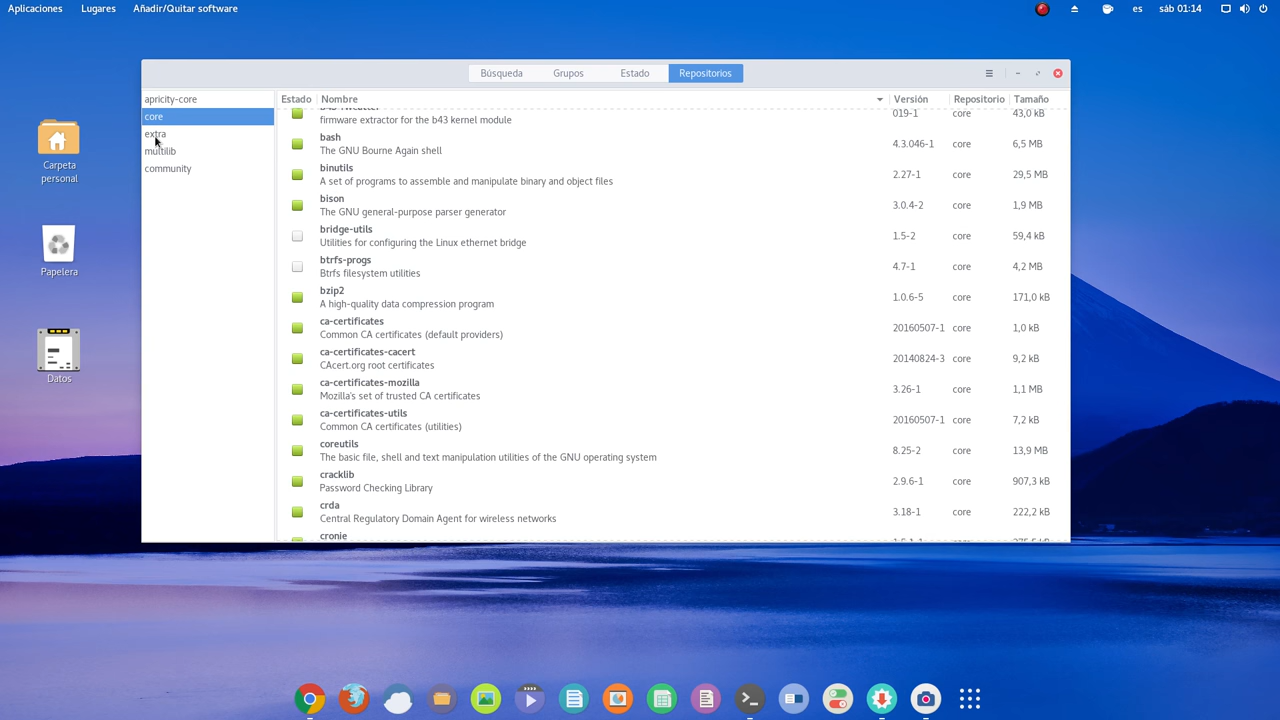 Aplicaciones Lugares Añadir/Quitar software es sáb 01:14
Búsqueda Grupos Estado Repositorios
apricity-core
core
extra
multilib
community
Carpeta
personal
Papelera
Datos
Estado Nombre Versión Repositorio Tamaño
firmware extractor for the b43 kernel module
019-1 core 43,0 kB
bash
The GNU Bourne Again shell
4.3.046-1 core 6,5 MB
binutils
A set of programs to assemble and manipulate binary and object files
2.27-1 core 29,5 MB
bison
The GNU general-purpose parser generator
3.0.4-2 core 1,9 MB
bridge-utils
Utilities for configuring the Linux ethernet bridge
1.5-2 core 59,4 kB
btrfs-progs
Btrfs filesystem utilities
4.7-1 core 4,2 MB
bzip2
A high-quality data compression program
1.0.6-5 core 171,0 kB
ca-certificates
Common CA certificates (default providers)
20160507-1 core 1,0 kB
ca-certificates-cacert
CAcert.org root certificates
20140824-3 core 9,2 kB
ca-certificates-mozilla
Mozilla's set of trusted CA certificates
3.26-1 core 1,1 MB
ca-certificates-utils
Common CA certificates (utilities)
20160507-1 core 7,2 kB
coreutils
The basic file, shell and text manipulation utilities of the GNU operating system
8.25-2 core 13,9 MB
cracklib
Password Checking Library
2.9.6-1 core 907,3 kB
crda
Central Regulatory Domain Agent for wireless networks
3.18-1 core 222,2 kB
cronie